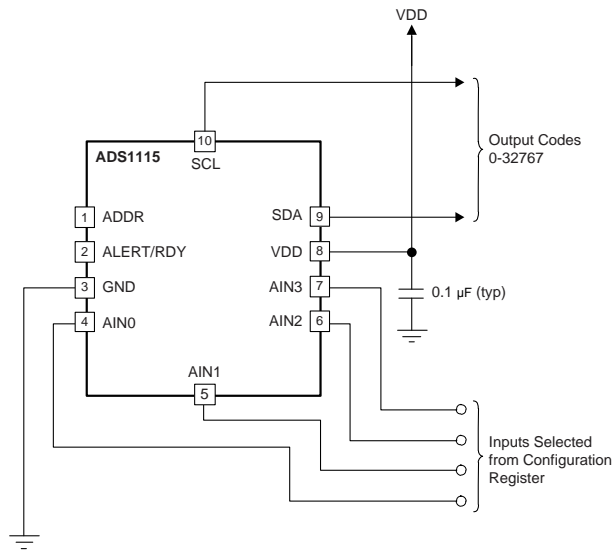 VDD
10
ADS1115
SCL
Output Codes
0-32767
1 ADDR
SDA 9
2 ALERT/RDY
VDD 8
3 GND
AIN3 7
0.1 µF (typ)
4 AIN0
AIN2 6
AIN1
5
Inputs Selected
from Configuration
Register